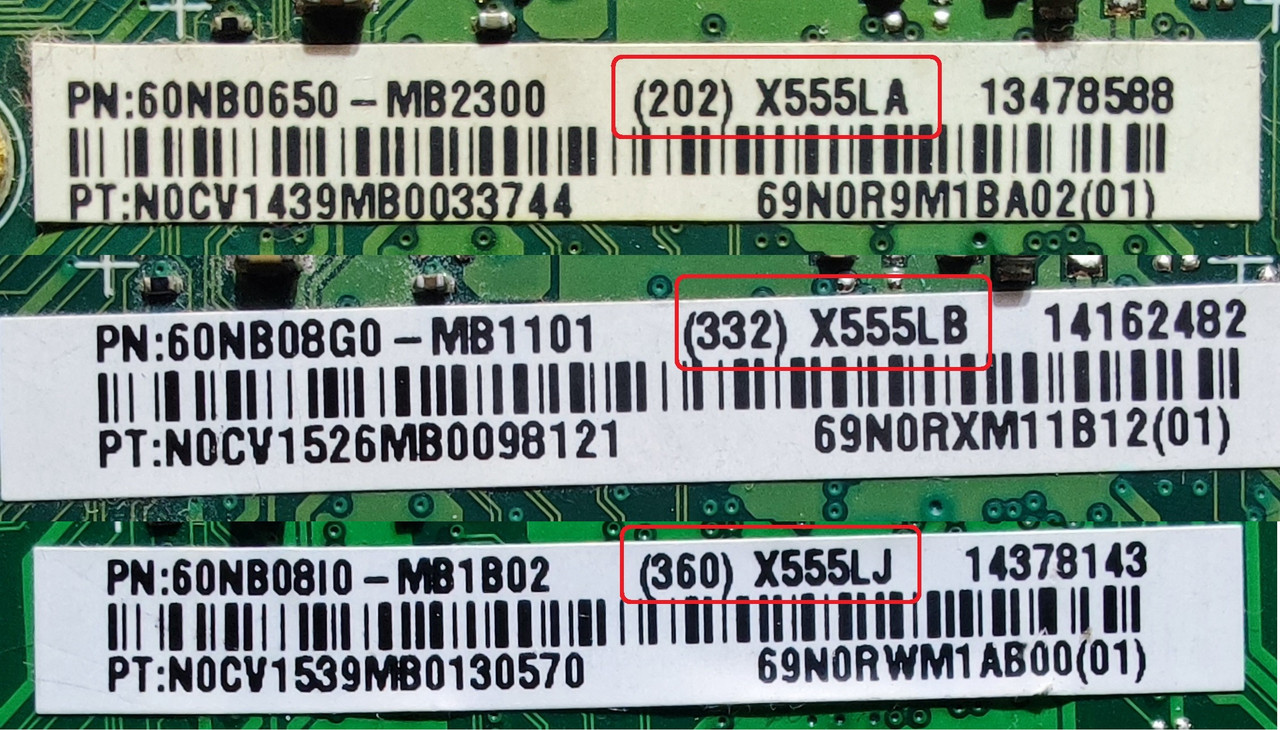 PN:60NB0650-MB2300 (202) X555LA 13478588
PT:N0CV1439MB0033744 69N0R9M1BA02(01)
PN:60NB08G0-MB1101 (332) X555LB 14162482
PT:N0CV1526MB0098121 69N0RXM11B12(01)
PN:60NB08I0-MB1B02 (360) X555LJ 14378143
PT:N0CV1539MB0130570 69N0RWM1AB00(01)